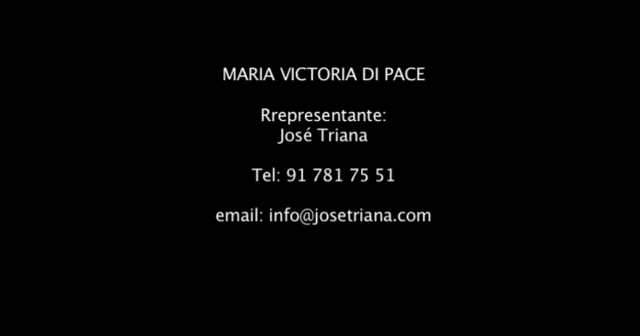 MARIA VICTORIA DI PACE
Rrepresentante:
José Triana
Tel: 91 781 75 51
email: info@josetriana.com